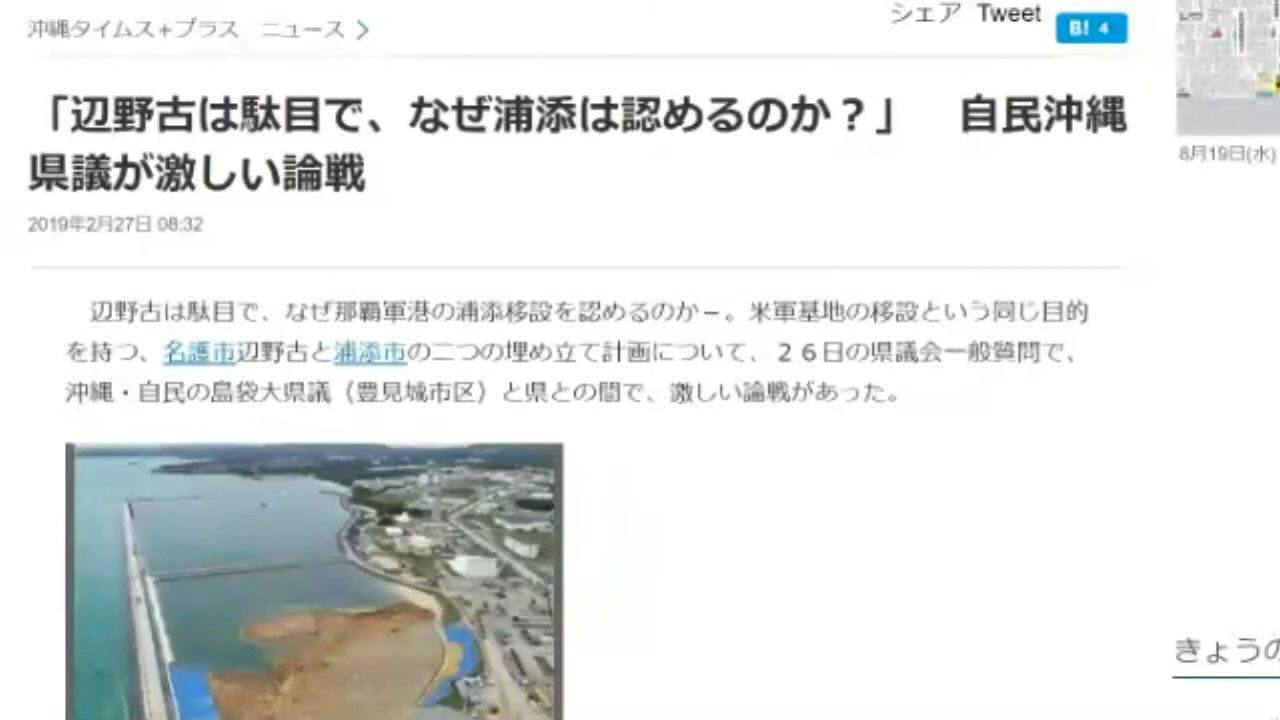 沖縄タイムス+プラス ニュース
シェア Tweet
B! 4
「辺野古は駄目で、なぜ浦添は認めるのか？」 自民沖縄
県議が激しい論戦
2019年2月27日 08:32
8月19日(水)
辺野古は駄目で、なぜ那覇軍港の浦添移設を認めるのか－。米軍基地の移設という同じ目的
を持つ、名護市辺野古と浦添市の二つの埋め立て計画について、２６日の県議会一般質問で、
沖縄・自民の島袋大県議（豊見城市区）と県との間で、激しい論戦があった。
きょうの